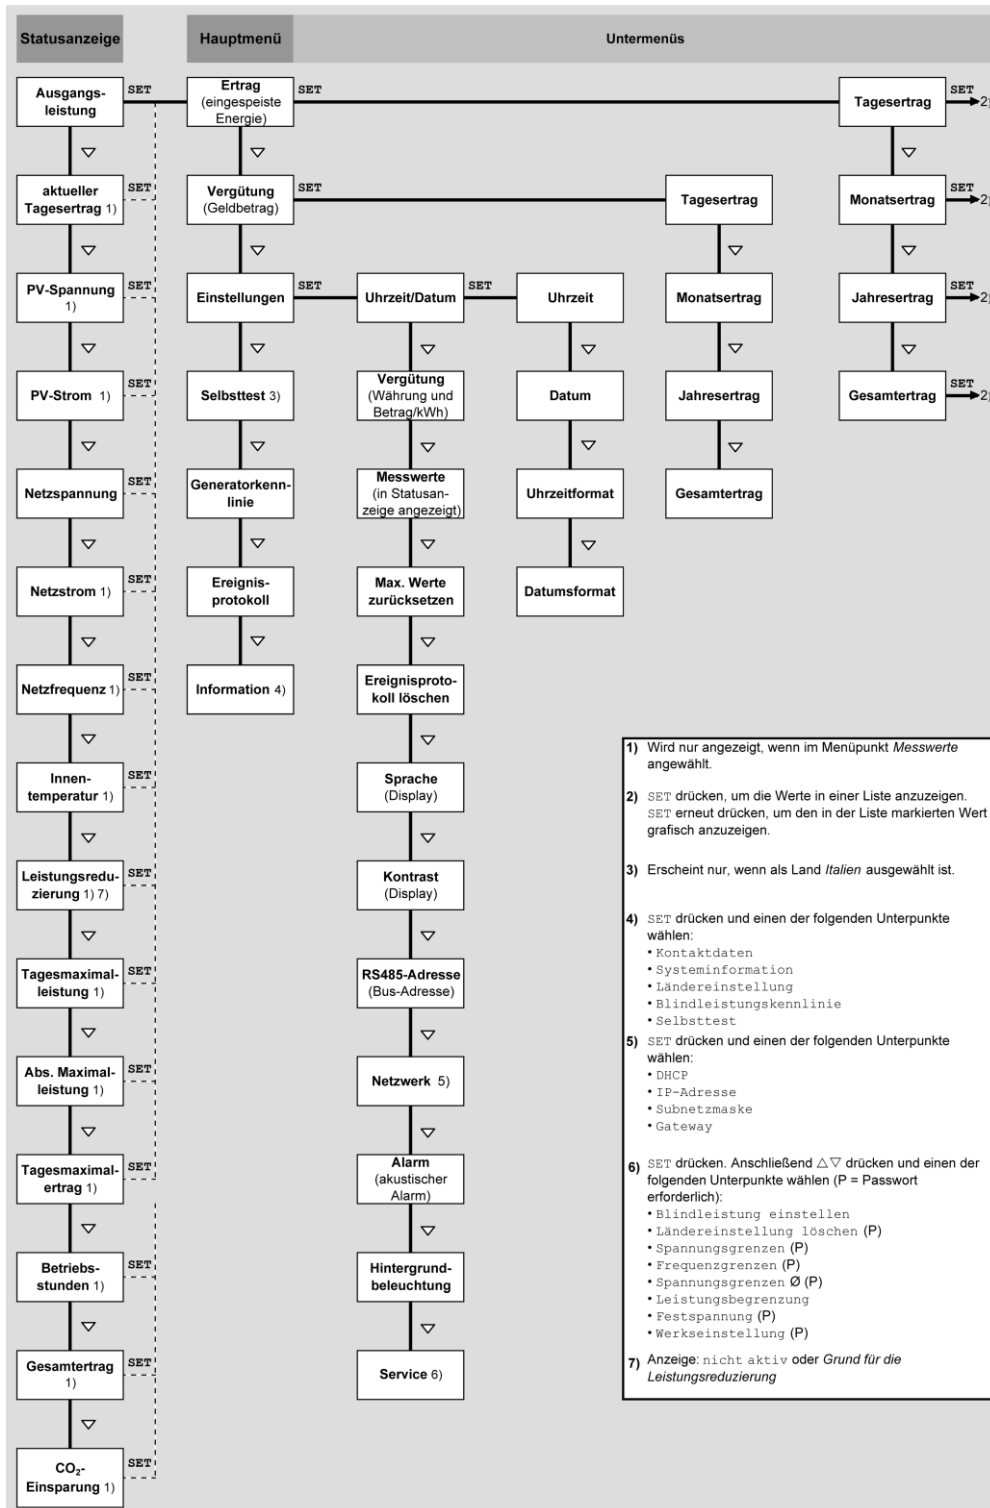 Statusanzeige
Hauptmenü
Untermenüs
Ausgangs-
leistung
SET
Ertrag
(eingespeiste
Energie)
SET
Tagesertrag
SET
2)
aktueller
Tagesertrag 1)
SET
Vergütung
(Geldbetrag)
SET
Tagesertrag
Monatsertrag
SET
2)
PV-Spannung
1)
SET
Einstellungen
SET
Uhrzeit/Datum
SET
Uhrzeit
Monatsertrag
Jahresertrag
SET
2)
PV-Strom 1)
SET
Selbsttest 3)
Vergütung
(Währung und
Betrag/kWh)
Datum
Jahresertrag
Gesamtertrag
SET
2)
Netzspannung
SET
Generatorkenn-
linie
Messwerte
(in Statusan-
zeige angezeigt)
Uhrzeitformat
Gesamtertrag
Netzstrom 1)
SET
Ereignis-
protokoll
Max. Werte
zurücksetzen
Datumsformat
Netzfrequenz 1)
SET
Information 4)
Ereignisproto-
koll löschen
Innen-
temperatur 1)
SET
Sprache
(Display)
Leistungsredu-
zierung 1) 7)
SET
Kontrast
(Display)
Tagesmaximal-
leistung 1)
SET
RS485-Adresse
(Bus-Adresse)
Abs. Maximal-
leistung 1)
SET
Netzwerk 5)
Tagesmaximal-
ertrag 1)
SET
Alarm
(akustischer
Alarm)
Betriebs-
stunden 1)
SET
Hintergrund-
beleuchtung
Gesamtertrag
1)
SET
Service 6)
CO₂-
Einsparung 1)
SET
1) Wird nur angezeigt, wenn im Menüpunkt Messwerte
angewählt.
2) SET drücken, um die Werte in einer Liste anzuzeigen.
SET erneut drücken, um den in der Liste markierten Wert
grafisch anzuzeigen.
3) Erscheint nur, wenn als Land Italien ausgewählt ist.
4) SET drücken und einen der folgenden Unterpunkte
wählen:
• Kontaktdaten
• Systeminformation
• Ländereinstellung
• Blindleistungskennlinie
• Selbsttest
5) SET drücken und einen der folgenden Unterpunkte
wählen:
• DHCP
• IP-Adresse
• Subnetzmaske
• Gateway
6) SET drücken. Anschließend △▽ drücken und einen der
folgenden Unterpunkte wählen (P = Passwort
erforderlich):
• Blindleistung einstellen
• Ländereinstellung löschen (P)
• Spannungsgrenzen (P)
• Frequenzgrenzen (P)
• Spannungsgrenzen Ø (P)
• Leistungsbegrenzung
• Festspannung (P)
• Werkseinstellung (P)
7) Anzeige: nicht aktiv oder Grund für die
Leistungsreduzierung